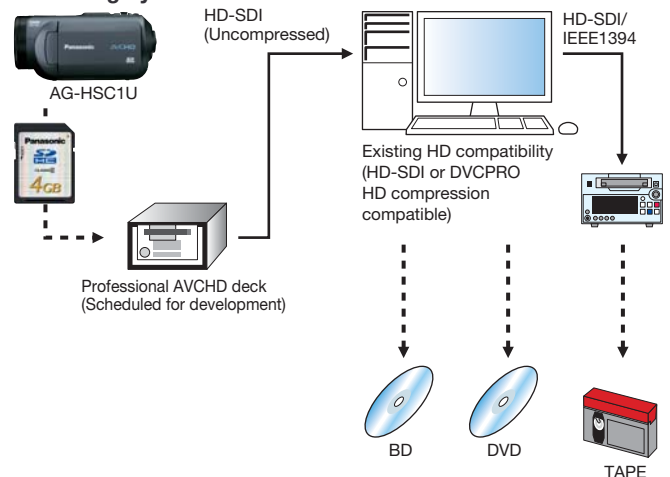 HD-SDI
(Uncompressed)
HD-SDI/
IEEE1394
Panasonic
AVCHD
AG-HSC1U
Panasonic
SD
HC
4GB
Existing HD compatibility
(HD-SDI or DVCPRO
HD compression
compatible)
Professional AVCHD deck
(Scheduled for development)
BD
DVD
TAPE